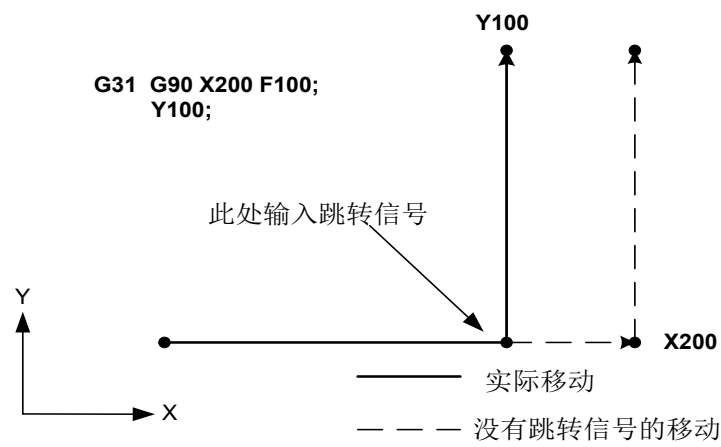 Y100
G31 G90 X200 F100;
Y100;
此处输入跳转信号
Y
X200
X
实际移动
没有跳转信号的移动